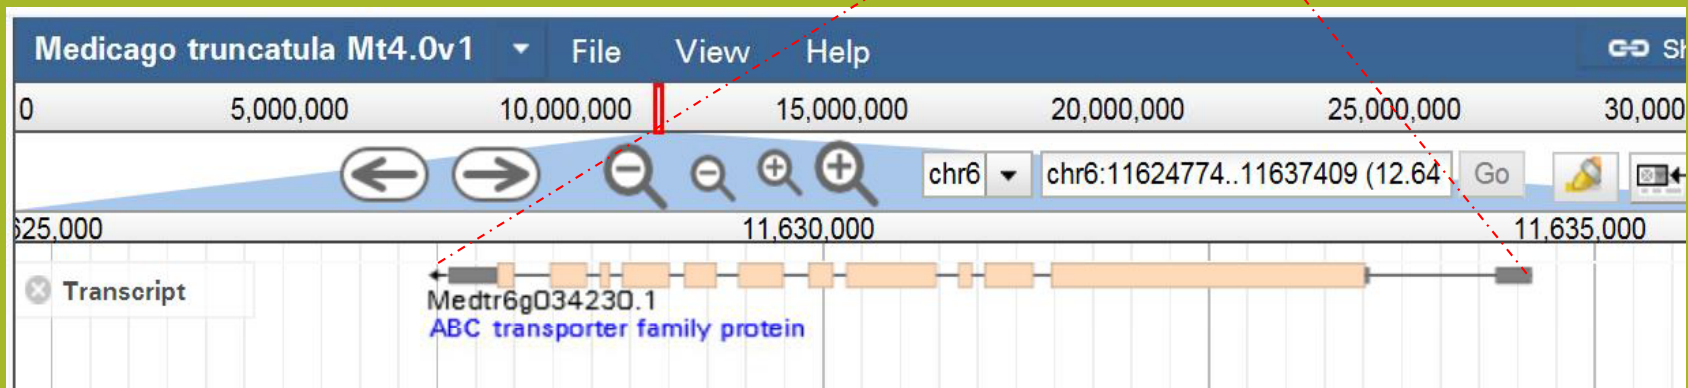 Medicago truncatula Mt4.0v1 File View Help
0 5,000,000 10,000,000 15,000,000 20,000,000 25,000,000 30,000
chr6 chr6:11624774..11637409 (12.64 Go
625,000 11,630,000 11,635,000
Transcript
Medtr6g034230.1
ABC transporter family protein